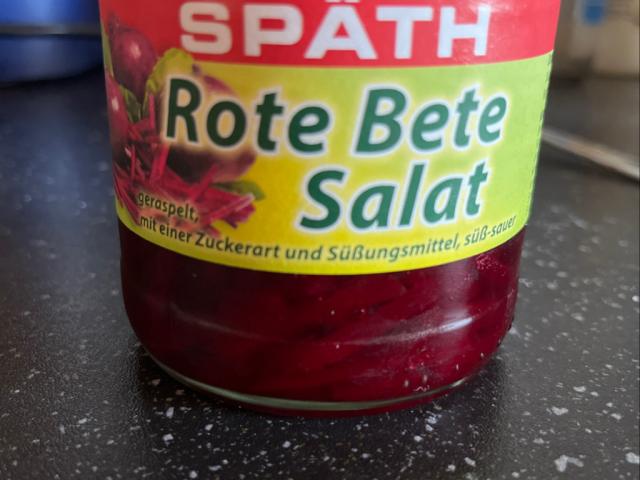 SPÄTH
Rote Bete
Salat
geraspelt,
mit einer Zuckerart und Süßungsmittel, süß-sauer